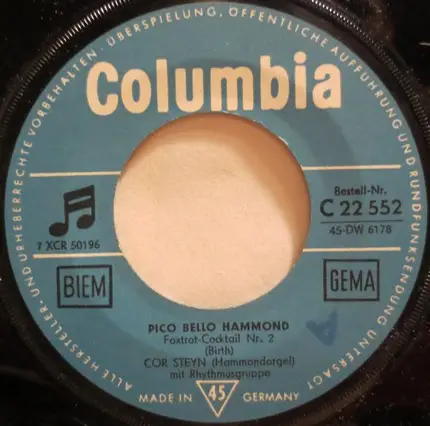 ALLE HERSTELLER- UND URHEBERRECHTE VORBEHALTEN. ÜBERSPIELUNG, ÖFFENTLICHE AUFFÜHRUNG UND RUNDFUNKSENDUNG UNTERSAGT
Columbia
Bestell-Nr.
C 22 552
45-DW 6178
7 XCR 50196
BIEM
GEMA
PICO BELLO HAMMOND
Foxtrot-Cocktail Nr. 2
(Birth)
COR STEYN (Hammondorgel)
mit Rhythmusgruppe
MADE IN 45 GERMANY